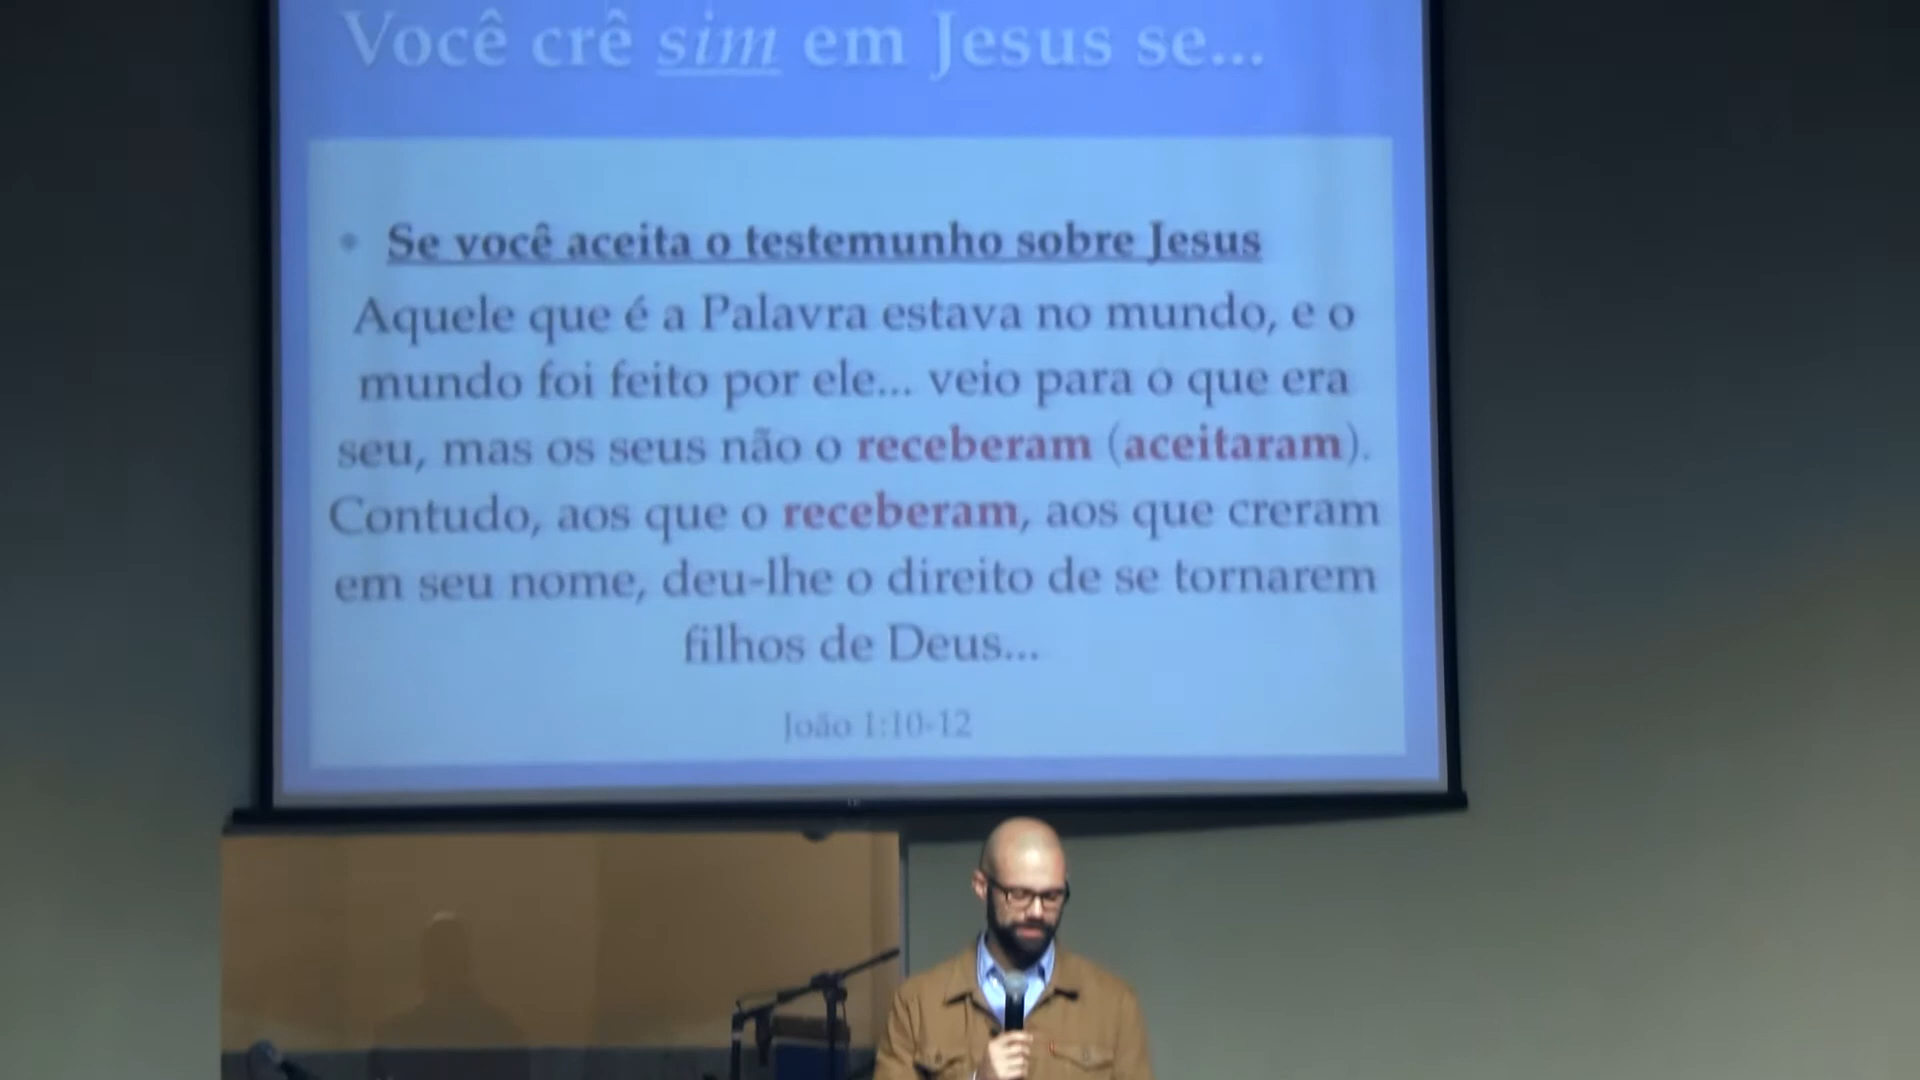 Você crê sim em Jesus se...
• Se você aceita o testemunho sobre Jesus
Aquele que é a Palavra estava no mundo, e o
mundo foi feito por ele... veio para o que era
seu, mas os seus não o receberam (aceitaram).
Contudo, aos que o receberam, aos que creram
em seu nome, deu-lhe o direito de se tornarem
filhos de Deus...
João 1:10-12